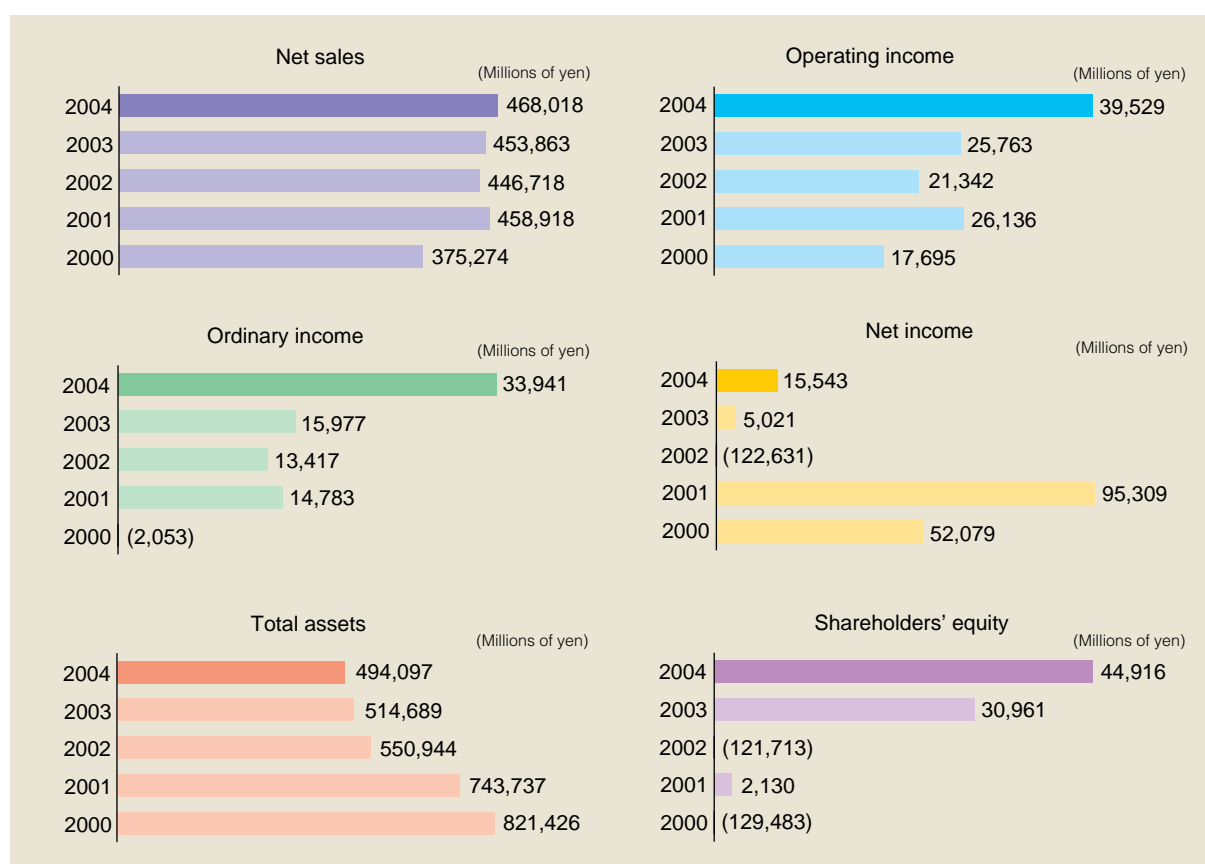 Net sales
(Millions of yen)
2004 468,018
2003 453,863
2002 446,718
2001 458,918
2000 375,274
Operating income
(Millions of yen)
2004 39,529
2003 25,763
2002 21,342
2001 26,136
2000 17,695
Ordinary income
(Millions of yen)
2004 33,941
2003 15,977
2002 13,417
2001 14,783
2000 (2,053)
Net income
(Millions of yen)
2004 15,543
2003 5,021
2002 (122,631)
2001 95,309
2000 52,079
Total assets
(Millions of yen)
2004 494,097
2003 514,689
2002 550,944
2001 743,737
2000 821,426
Shareholders’ equity
(Millions of yen)
2004 44,916
2003 30,961
2002 (121,713)
2001 2,130
2000 (129,483)